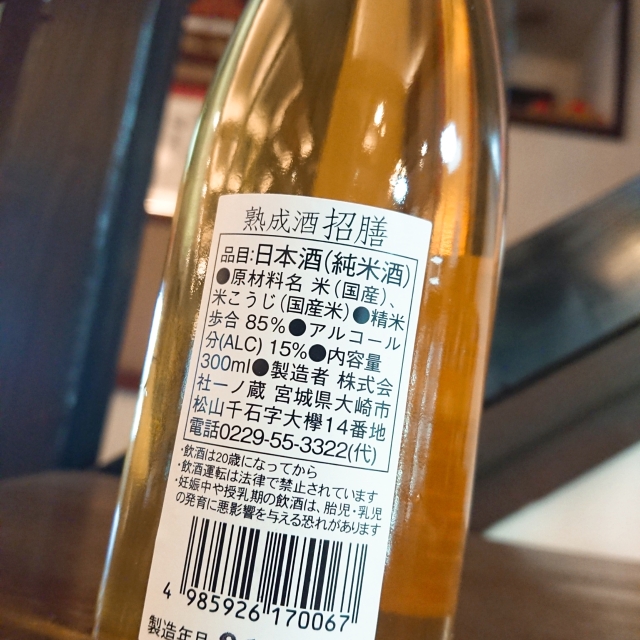 熟成酒 招膳
品目:日本酒(純米酒)
●原材料名 米(国産)、
米こうじ(国産米)●精米
歩合 85%●アルコール
分(ALC) 15%●内容量
300ml●製造者 株式会
社一ノ蔵 宮城県大崎市
松山千石字大欅14番地
電話0229-55-3322(代)
・飲酒は20歳になってから
・飲酒運転は法律で禁止されています
・妊娠中や授乳期の飲酒は、胎児・乳児
の発育に悪影響を与える恐れがあります
4 985926 170067
製造年月